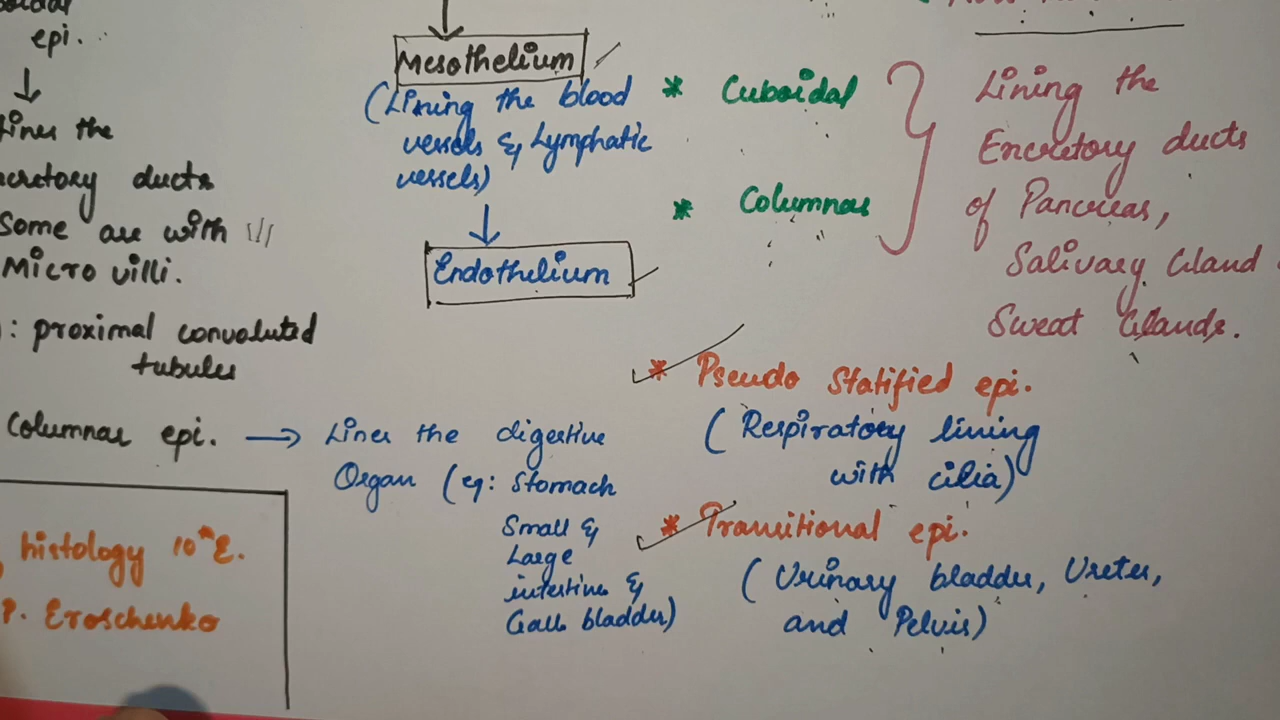 epi.
Lines the
ducts
Some are with
Micro villi.
: proximal convoluted
tubules
Columnar epi. → Lines the digestive
Organ (eg: Stomach
Small &
Large
intestine &
Gall bladder)
histology 10th E.
P. Eroschenko
Mesothelium
(Lining the blood
vessels & Lymphatic
vessels)
Endothelium
* Cuboidal
* Columnar
Lining the
Encretory ducts
of Pancreas,
Salivary Gland
Sweat Glands.
* Pseudo Statified epi.
(Respiratory lining
with cilia)
* Transitional epi.
(Urinary bladder, Ureter,
and Pelvis)